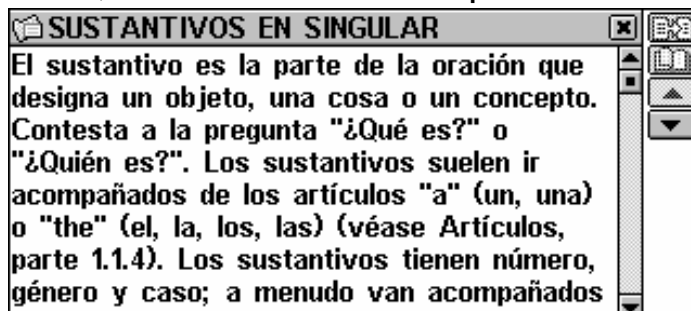 SUSTANTIVOS EN SINGULAR
El sustantivo es la parte de la oración que
designa un objeto, una cosa o un concepto.
Contesta a la pregunta "¿Qué es?" o
"¿Quién es?". Los sustantivos suelen ir
acompañados de los artículos "a" (un, una)
o "the" (el, la, los, las) (véase Artículos,
parte 1.1.4). Los sustantivos tienen número,
género y caso; a menudo van acompañados